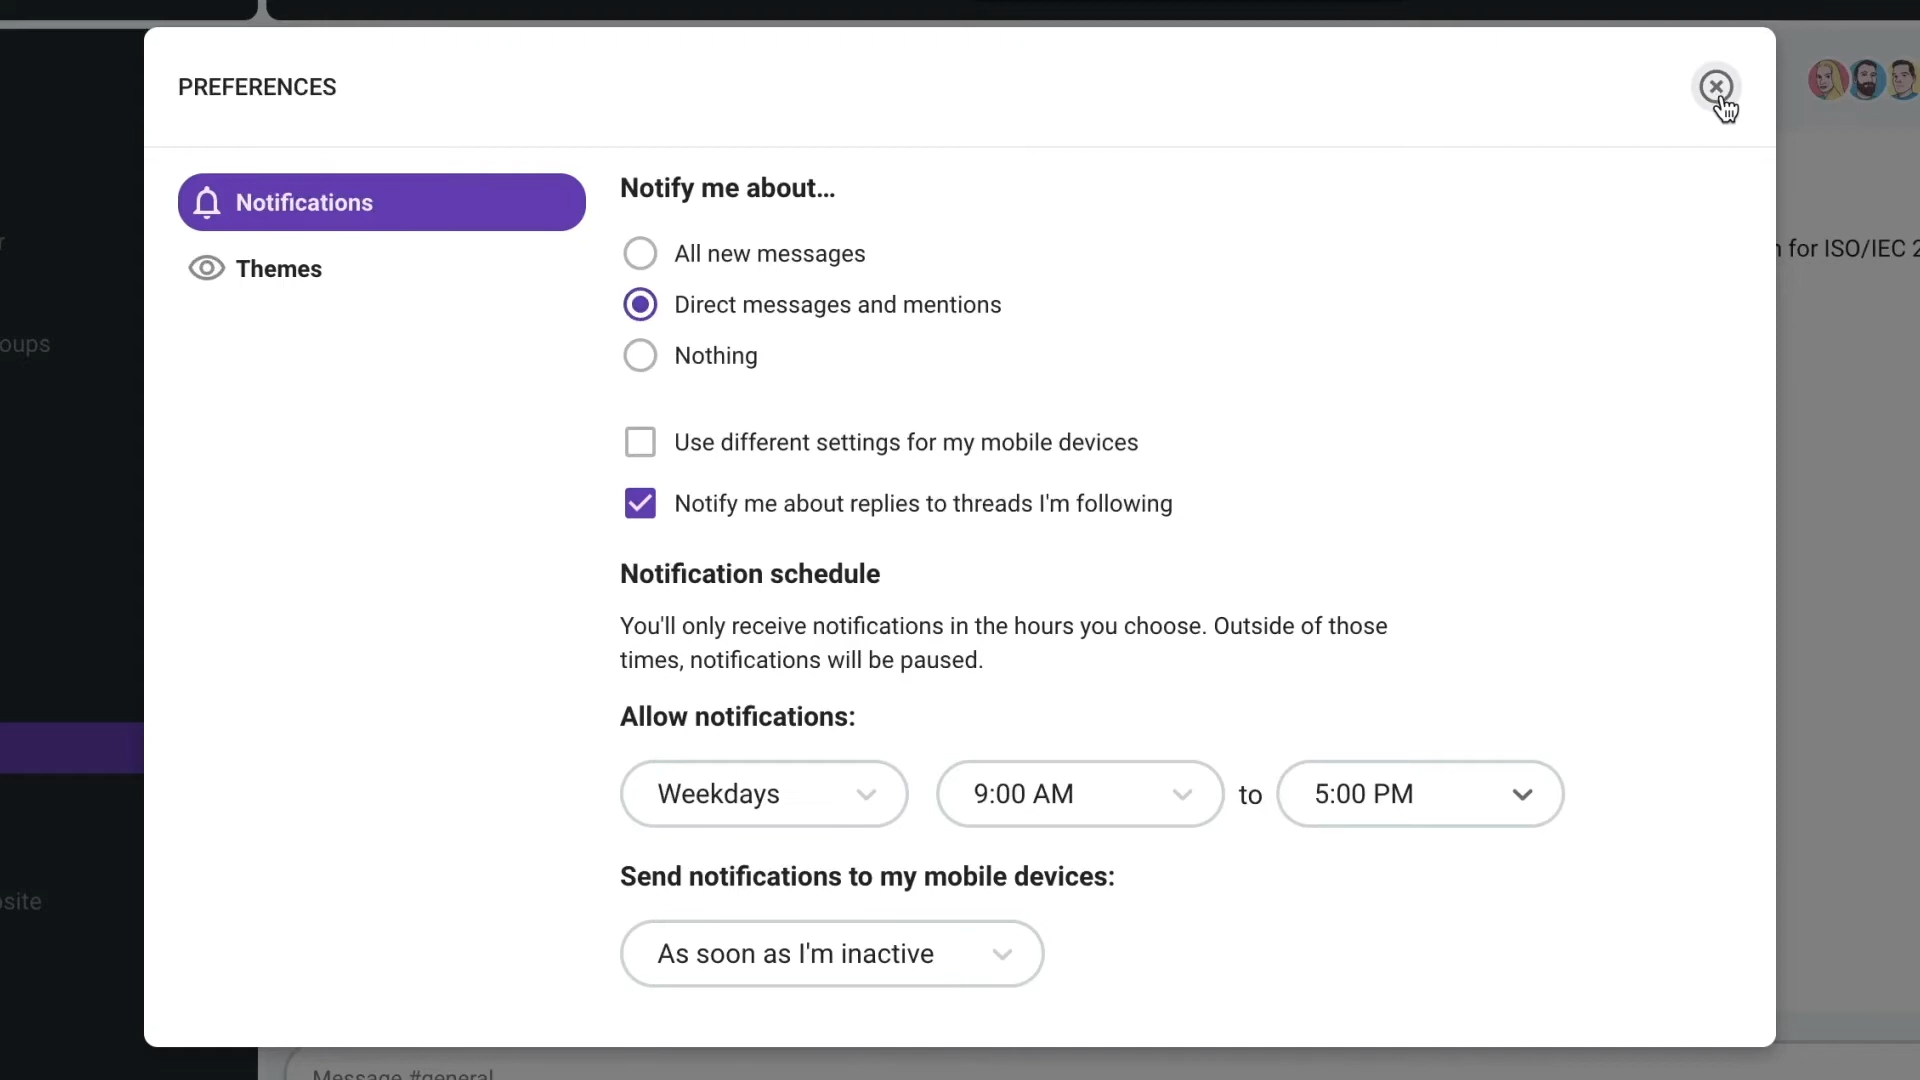 PREFERENCES
Notifications
Themes
Notify me about...
All new messages
Direct messages and mentions
Nothing
Use different settings for my mobile devices
Notify me about replies to threads I'm following
Notification schedule
You'll only receive notifications in the hours you choose. Outside of those
times, notifications will be paused.
Allow notifications:
Weekdays 9:00 AM to 5:00 PM
Send notifications to my mobile devices:
As soon as I'm inactive
for ISO/IEC
Message #general